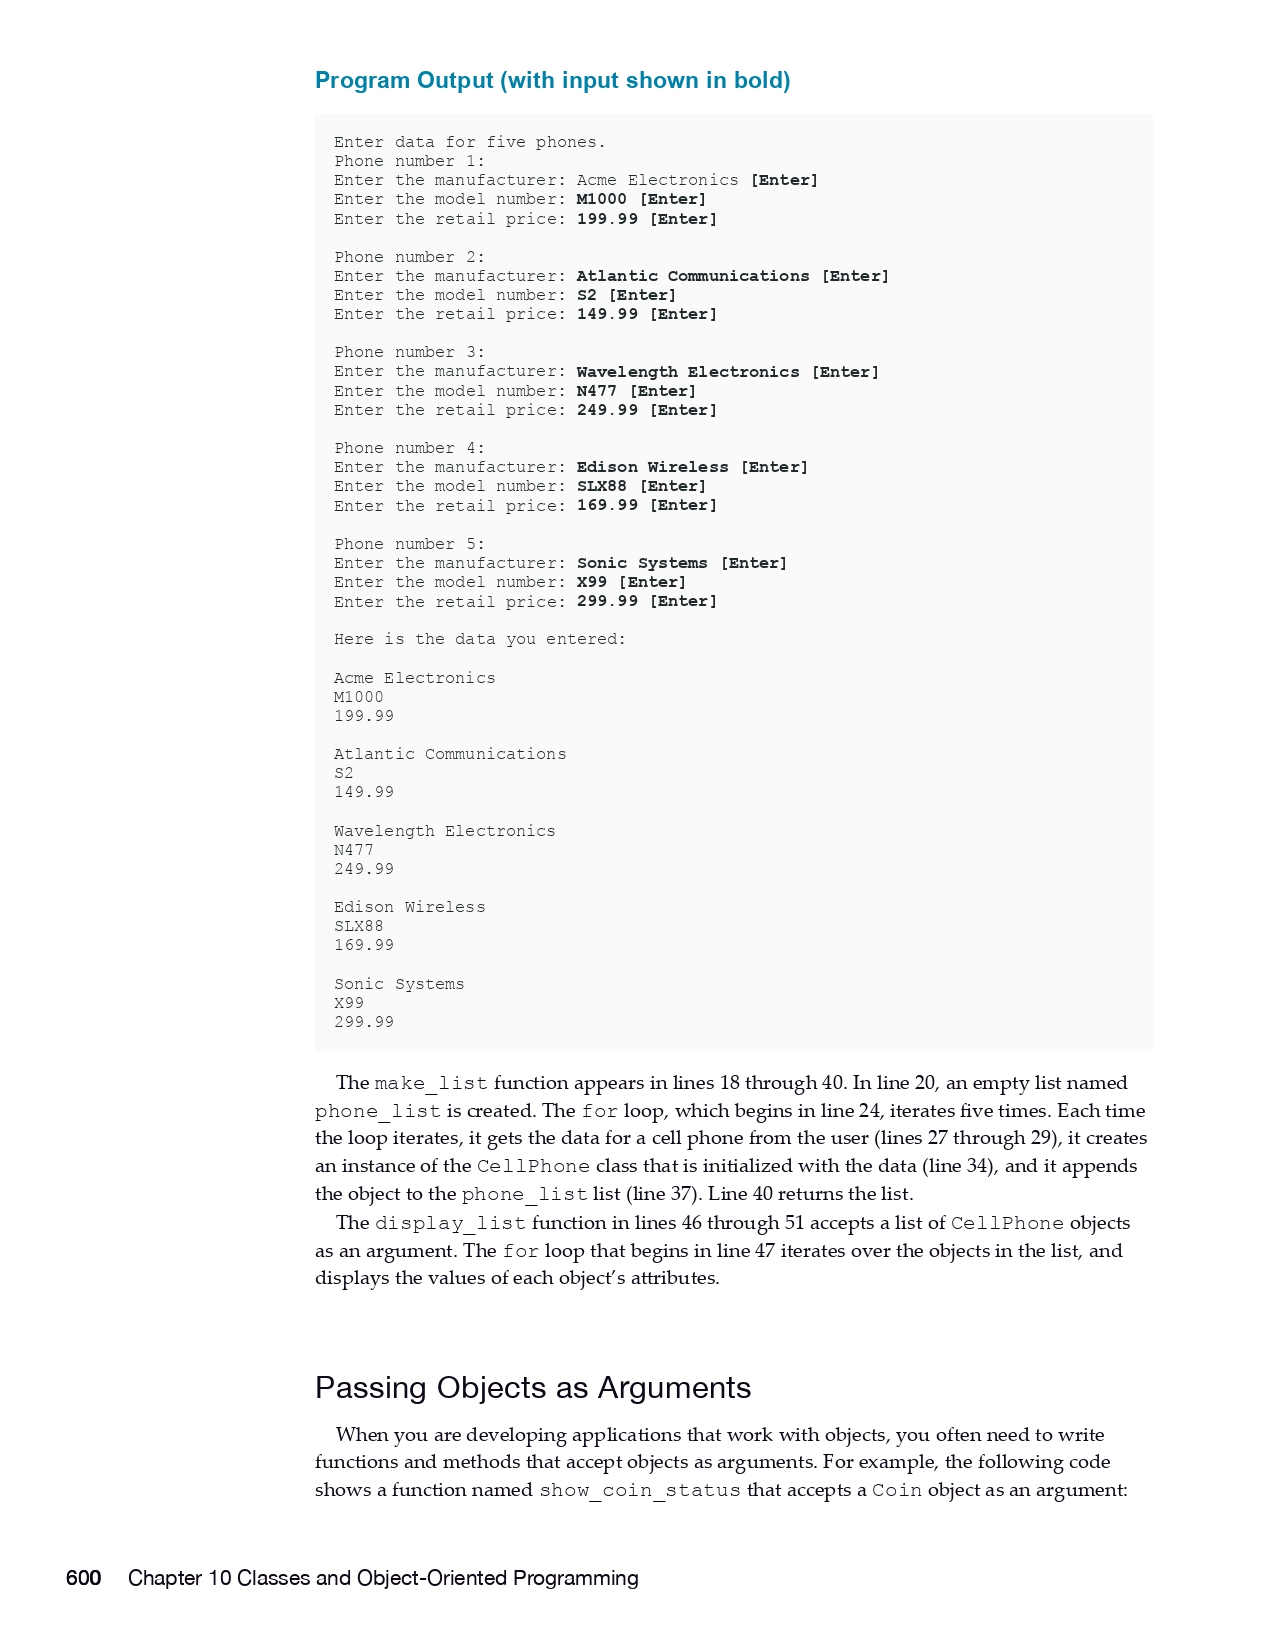 Program Output (with input shown in bold)
Enter data for five phones.
Phone number 1:
Enter the manufacturer: Acme Electronics [Enter]
Enter the model number: M1000 [Enter]
Enter the retail price: 199.99 [Enter]
Phone number 2:
Enter the manufacturer: Atlantic Communications [Enter]
Enter the model number: S2 [Enter]
Enter the retail price: 149.99 [Enter]
Phone number 3:
Enter the manufacturer: Wavelength Electronics [Enter]
Enter the model number: N477 [Enter]
Enter the retail price: 249.99 [Enter]
Phone number 4:
Enter the manufacturer: Edison Wireless [Enter]
Enter the model number: SLX88 [Enter]
Enter the retail price: 169.99 [Enter]
Phone number 5:
Enter the manufacturer: Sonic Systems [Enter]
Enter the model number: X99 [Enter]
Enter the retail price: 299.99 [Enter]
Here is the data you entered:
Acme Electronics
M1000
199.99
Atlantic Communications
S2
149.99
Wavelength Electronics
N477
249.99
Edison Wireless
SLX88
169.99
Sonic Systems
X99
299.99
The make_list function appears in lines 18 through 40. In line 20, an empty list named
phone_list is created. The for loop, which begins in line 24, iterates five times. Each time
the loop iterates, it gets the data for a cell phone from the user (lines 27 through 29), it creates
an instance of the CellPhone class that is initialized with the data (line 34), and it appends
the object to the phone_list list (line 37). Line 40 returns the list.
The display_list function in lines 46 through 51 accepts a list of CellPhone objects
as an argument. The for loop that begins in line 47 iterates over the objects in the list, and
displays the values of each object’s attributes.
Passing Objects as Arguments
When you are developing applications that work with objects, you often need to write
functions and methods that accept objects as arguments. For example, the following code
shows a function named show_coin_status that accepts a Coin object as an argument:
600 Chapter 10 Classes and Object-Oriented Programming